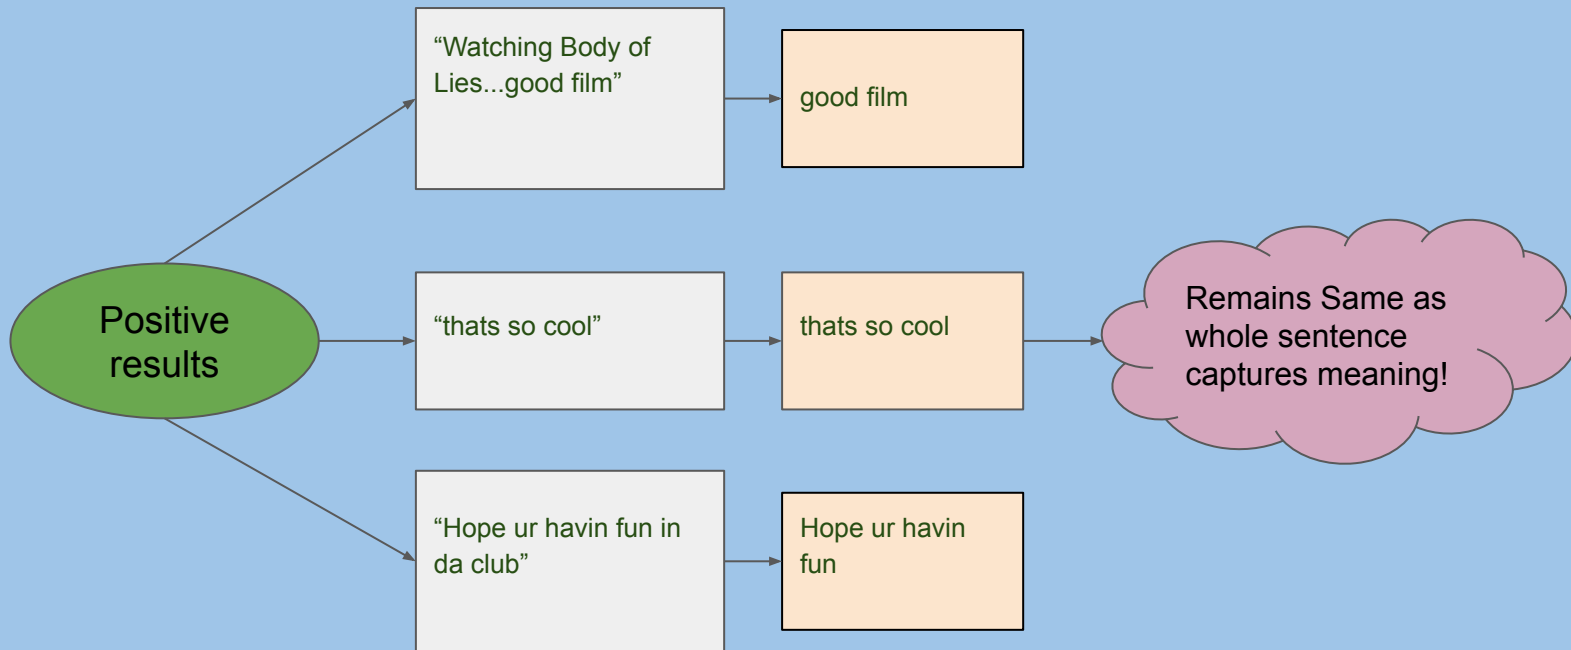 “Watching Body of
Lies...good film”
good film
Positive
results
“thats so cool”
thats so cool
Remains Same as
whole sentence
captures meaning!
“Hope ur havin fun in
da club”
Hope ur havin
fun